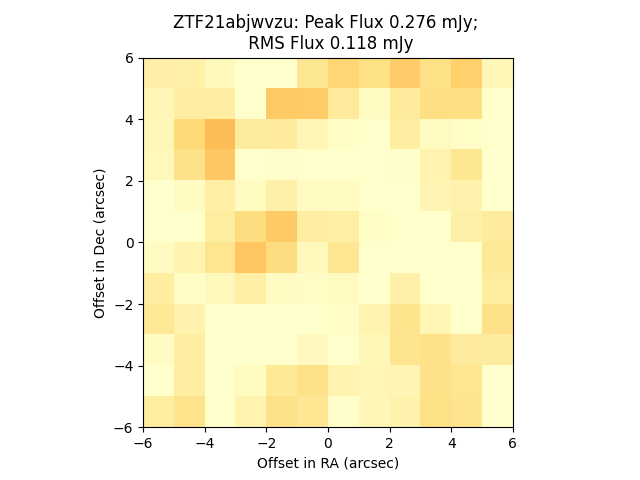 ZTF21abjwvzu: Peak Flux 0.276 mJy;
RMS Flux 0.118 mJy
6
4
2
0
−2
−4
−6
Offset in Dec (arcsec)
−6 −4 −2 0 2 4 6
Offset in RA (arcsec)